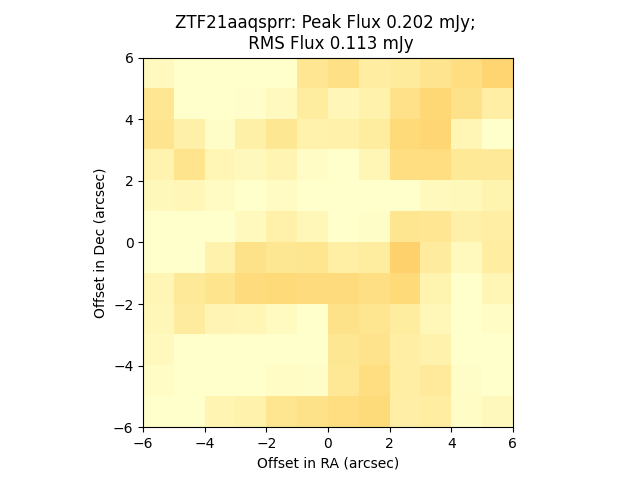 ZTF21aaqsprr: Peak Flux 0.202 mJy;
RMS Flux 0.113 mJy
6
4
2
0
−2
−4
−6
Offset in Dec (arcsec)
−6 −4 −2 0 2 4 6
Offset in RA (arcsec)